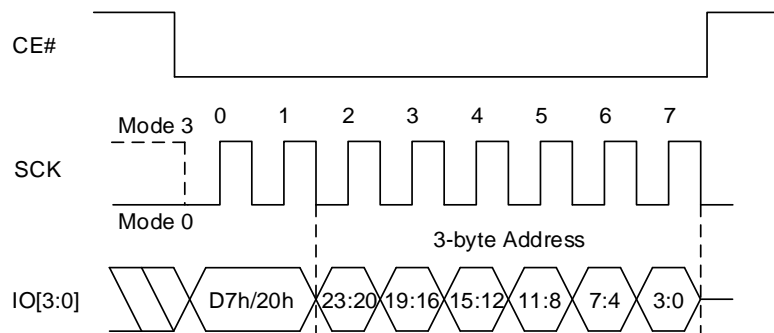 CE#
0 1 2 3 4 5 6 7
Mode 3
SCK
Mode 0
3-byte Address
IO[3:0] D7h/20h 23:20 19:16 15:12 11:8 7:4 3:0